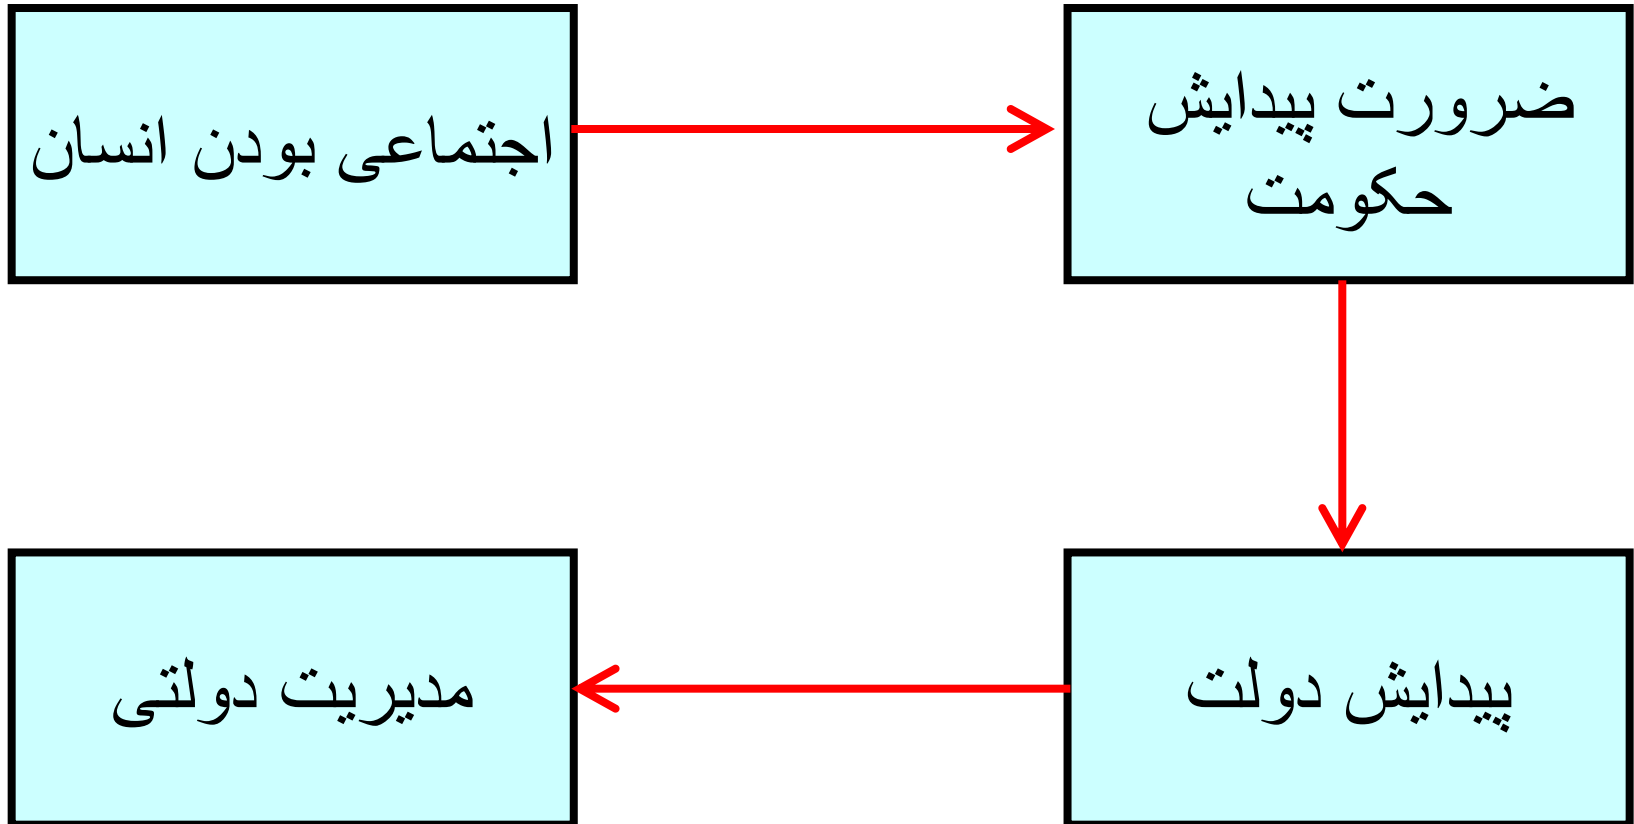 اجتماعی بودن انسان
ضرورت پیدایش
حکومت
پیدایش دولت
مدیریت دولتی